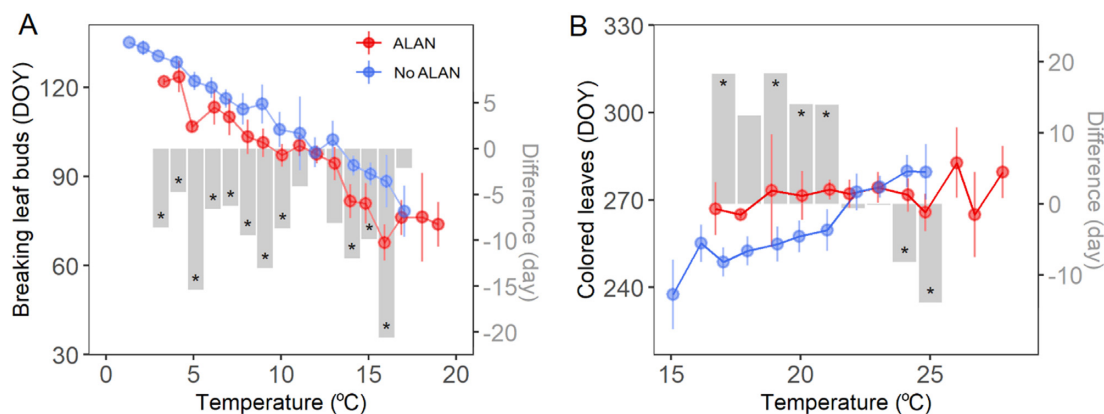 A
Breaking leaf buds (DOY)
130
120
90
60
30
ALAN
No ALAN
5
0
-5
-10
-15
-20
Difference (day)
* * * * * * * * * * *
0 5 10 15 20
Temperature (ºC)
B
Colored leaves (DOY)
330
300
270
240
20
10
0
-10
Difference (day)
* * * * * *
15 20 25
Temperature (ºC)